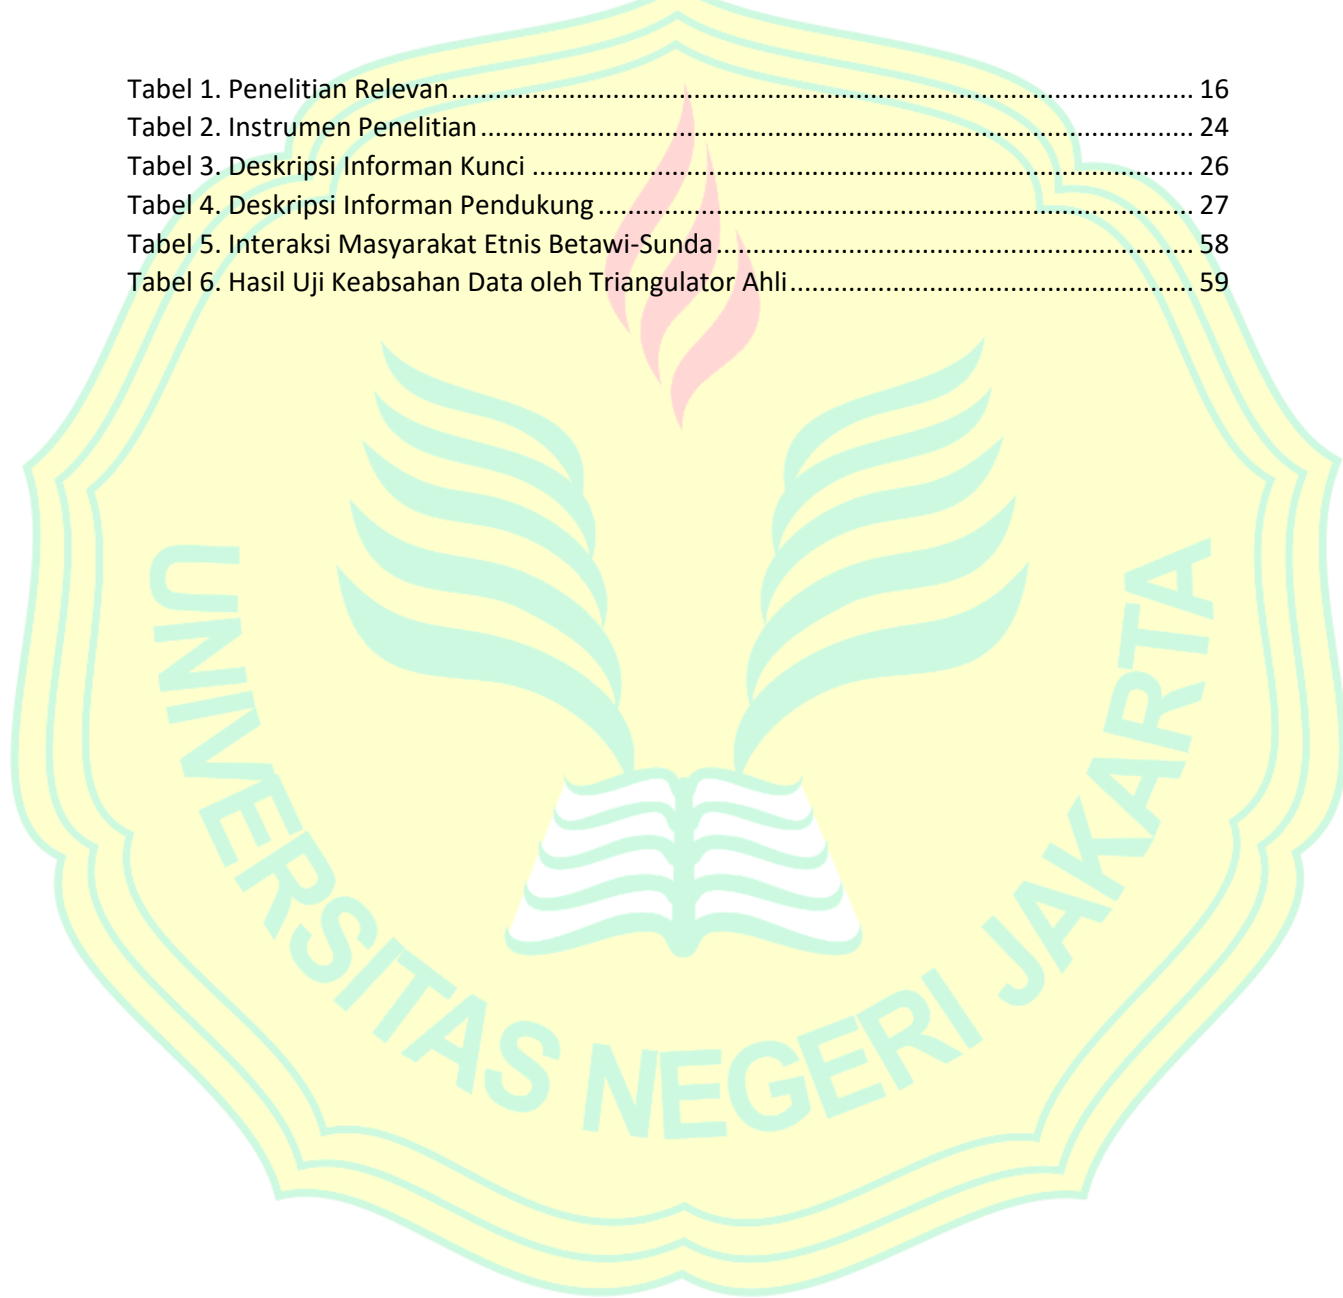 Tabel 1. Penelitian Relevan.............................................................................................. 16
Tabel 2. Instrumen Penelitian.......................................................................................... 24
Tabel 3. Deskripsi Informan Kunci ................................................................................... 26
Tabel 4. Deskripsi Informan Pendukung........................................................................... 27
Tabel 5. Interaksi Masyarakat Etnis Betawi-Sunda............................................................ 58
Tabel 6. Hasil Uji Keabsahan Data oleh Triangulator Ahli................................................... 59
UNIVERSITAS NEGERI JAKARTA